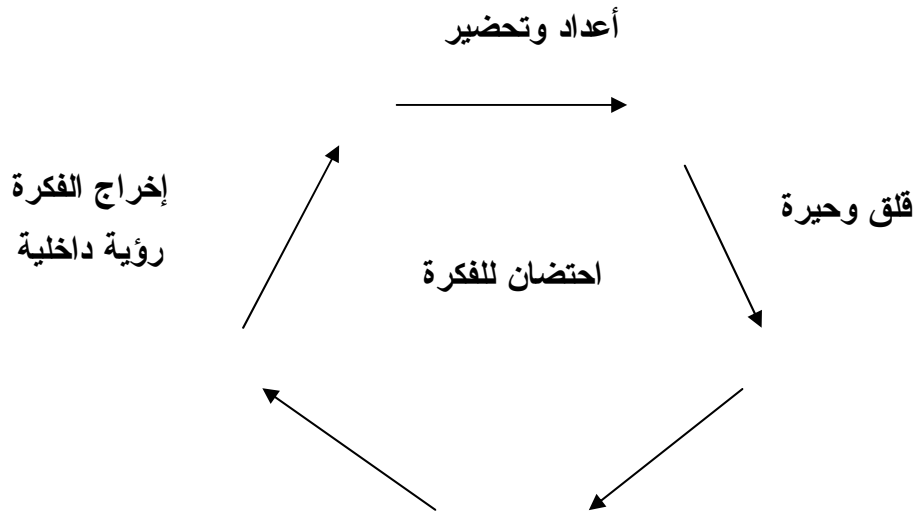 أعداد وتحضير
قلق وحيرة
إخراج الفكرة
رؤية داخلية
احتضان للفكرة